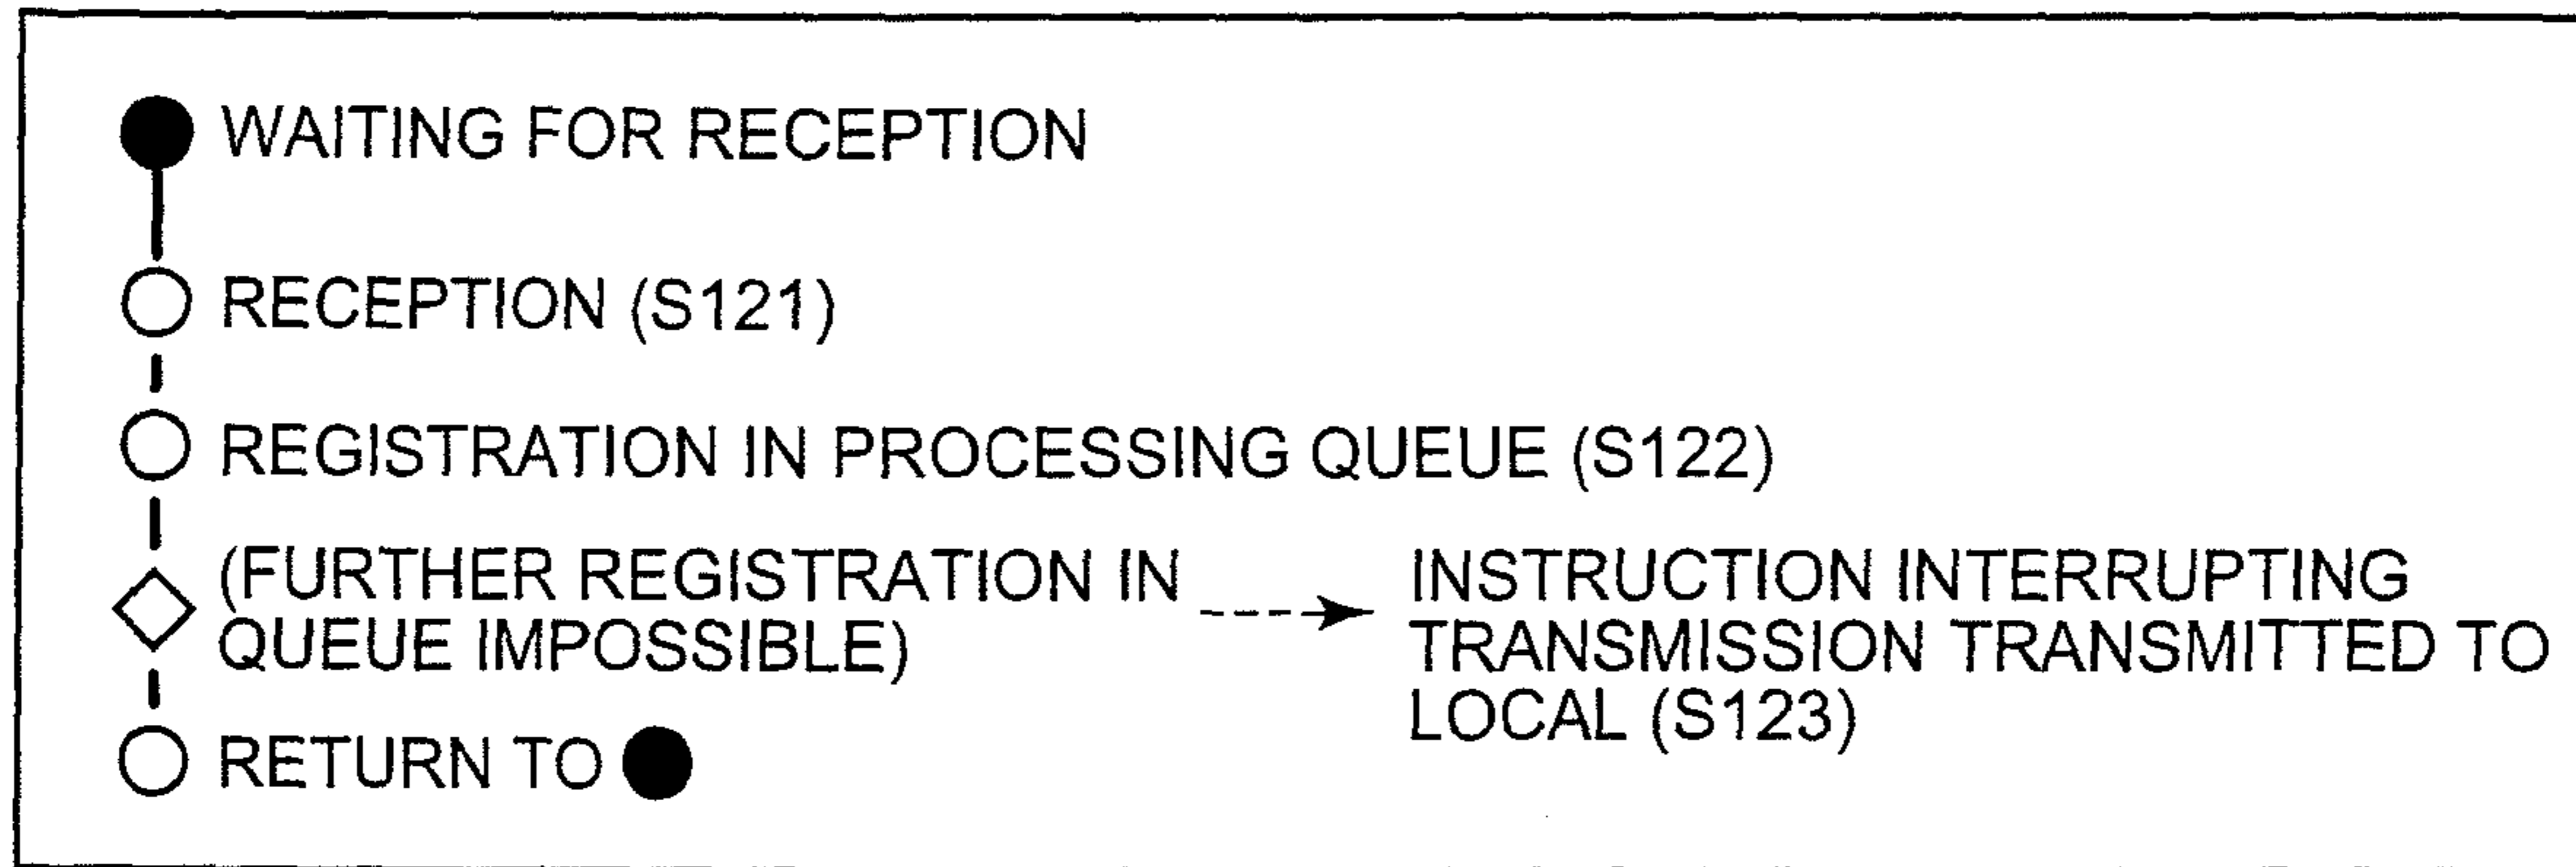 WAITING FOR RECEPTION
RECEPTION (S121)
REGISTRATION IN PROCESSING QUEUE (S122)
(FURTHER REGISTRATION IN
QUEUE IMPOSSIBLE)
INSTRUCTION INTERRUPTING
TRANSMISSION TRANSMITTED TO
LOCAL (S123)
RETURN TO